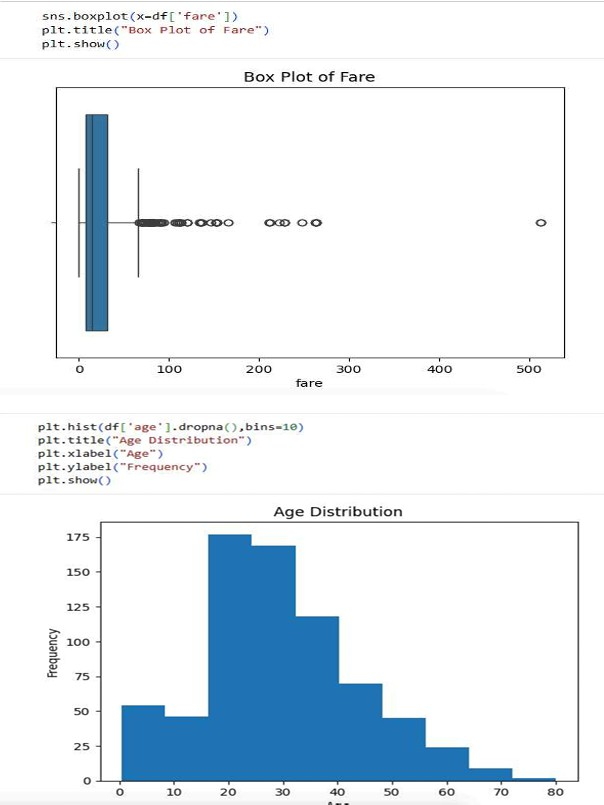 sns.boxplot(x=df['fare'])
plt.title("Box Plot of Fare")
plt.show()
Box Plot of Fare
0 100 200 300 400 500
fare
plt.hist(df['age'].dropna(),bins=10)
plt.title("Age Distribution")
plt.xlabel("Age")
plt.ylabel("Frequency")
plt.show()
Age Distribution
175
150
125
100
75
50
25
0
Frequency
0 10 20 30 40 50 60 70 80